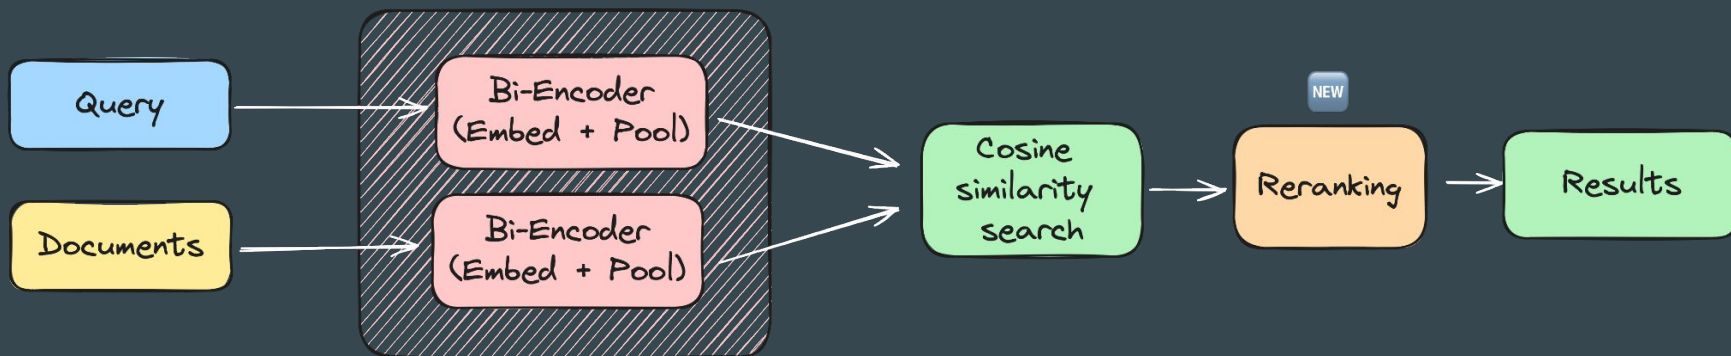 Query
Bi-Encoder
(Embed + Pool)
Documents
Bi-Encoder
(Embed + Pool)
Cosine
similarity
search
NEW
Reranking
Results